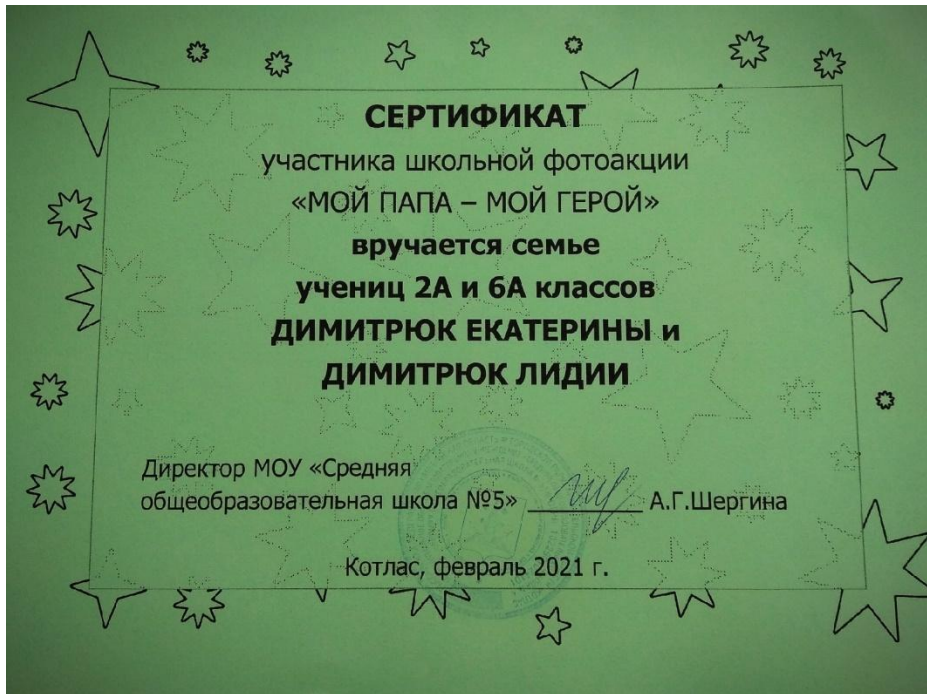 СЕРТИФИКАТ
участника школьной фотоакции
«МОЙ ПАПА – МОЙ ГЕРОЙ»
вручается семье
учениц 2А и 6А классов
ДИМИТРЮК ЕКАТЕРИНЫ и
ДИМИТРЮК ЛИДИИ
Директор МОУ «Средняя
общеобразовательная школа №5» ________ А.Г.Шергина
Котлас, февраль 2021 г.